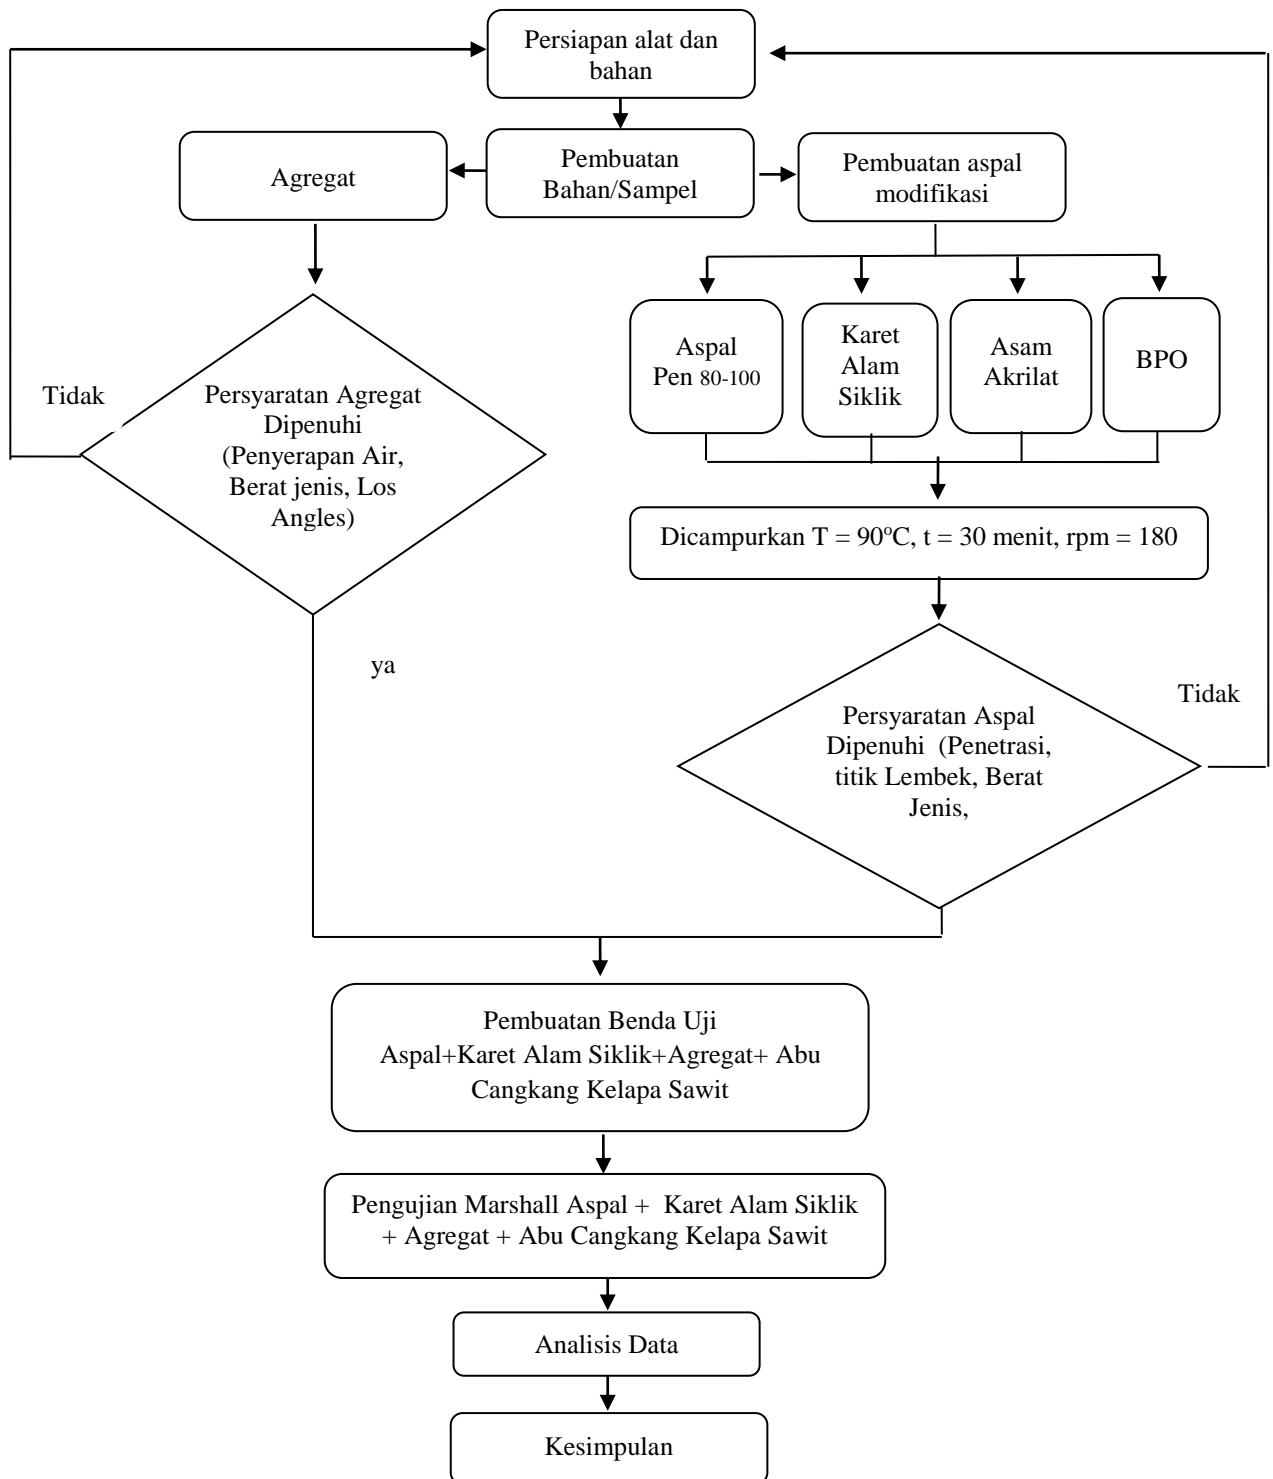 Persiapan alat dan
bahan
Agregat
Pembuatan
Bahan/Sampel
Pembuatan aspal
modifikasi
Aspal
Pen 80-100
Karet
Alam
Siklik
Asam
Akrilat
BPO
Tidak
Persyaratan Agregat
Dipenuhi
(Penyerapan Air,
Berat jenis, Los
Angles)
Dicampurkan T = 90ºC, t = 30 menit, rpm = 180
ya
Tidak
Persyaratan Aspal
Dipenuhi (Penetrasi,
titik Lembek, Berat
Jenis,
Pembuatan Benda Uji
Aspal+Karet Alam Siklik+Agregat+ Abu
Cangkang Kelapa Sawit
Pengujian Marshall Aspal + Karet Alam Siklik
+ Agregat + Abu Cangkang Kelapa Sawit
Analisis Data
Kesimpulan